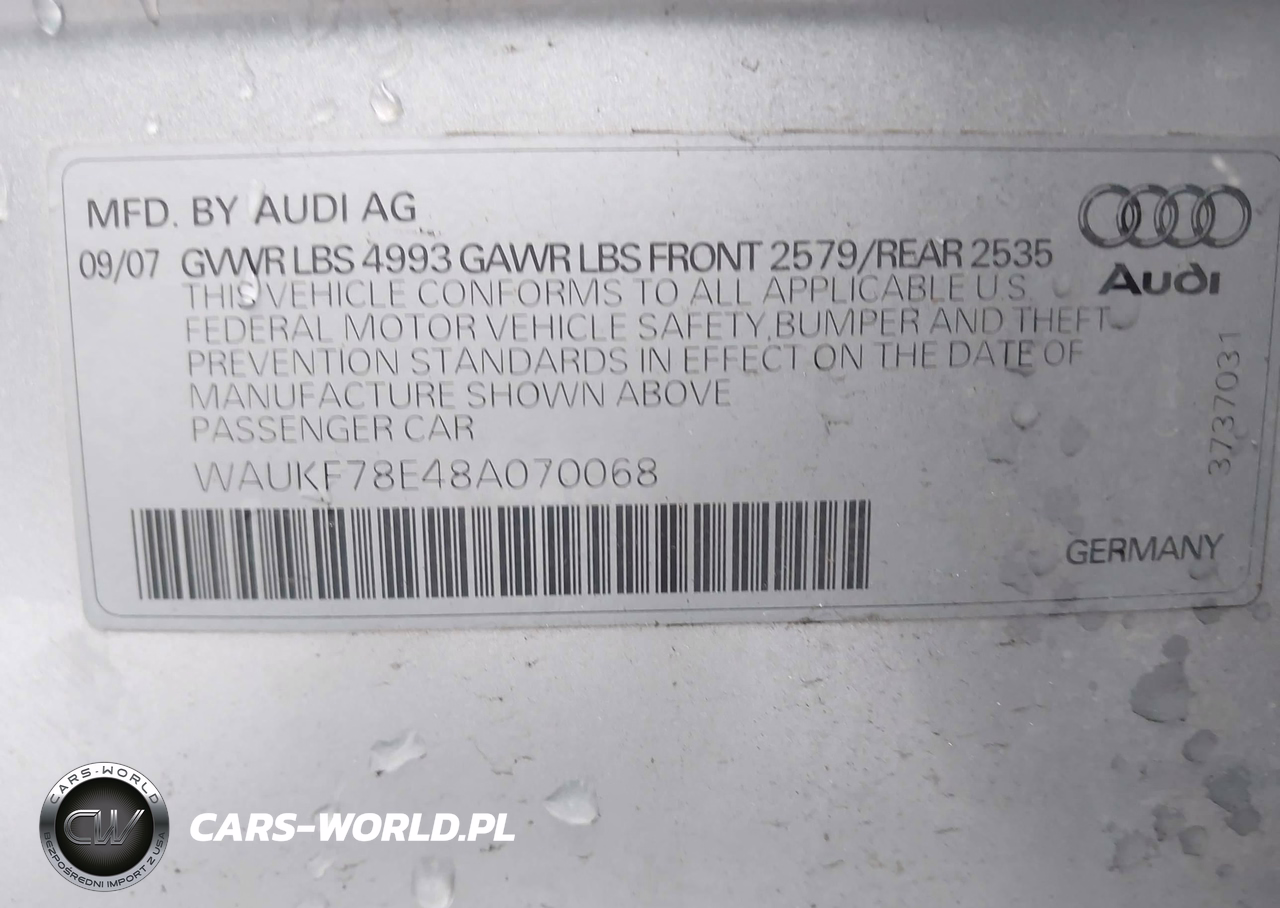 MFD. BY AUDI AG
09/07 GVWR LBS 4993 GAWR LBS FRONT 2579/REAR 2535
THIS VEHICLE CONFORMS TO ALL APPLICABLE U.S.
FEDERAL MOTOR VEHICLE SAFETY, BUMPER AND THEFT
PREVENTION STANDARDS IN EFFECT ON THE DATE OF
MANUFACTURE SHOWN ABOVE
PASSENGER CAR
WAUKF78E48A070068
Audi
3737031
GERMANY
CARS-WORLD
CW
BEZPOŚREDNI IMPORT Z USA
CARS-WORLD.PL